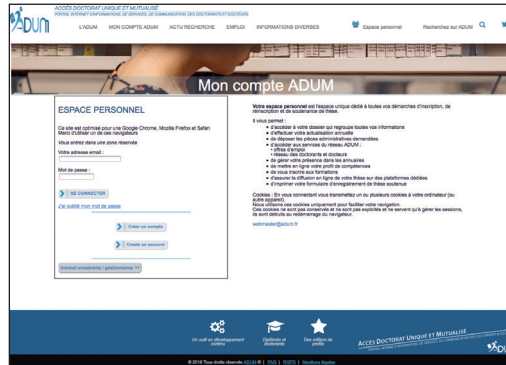 ACCÈS DOCTORAT UNIQUE ET MUTUALISÉ
PORTAIL INTERNET D'INFORMATIONS, DE SERVICES, DE COMMUNICATION DES DOCTORANTS ET DOCTEURS
ADUM
L'ADUM MON COMPTE ADUM ACTU RECHERCHE EMPLOI INFORMATIONS DIVERSES Espace personnel Recherchez sur ADUM
Mon compte ADUM
ESPACE PERSONNEL
Ce site est optimisé pour une Google Chrome, Mozilla Firefox et Safari
Merci d'utiliser un de ces navigateurs
Vous entrez dans une zone réservée
Votre adresse email :
Mot de passe :
SE CONNECTER
J'ai oublié mon mot de passe
Créer un compte
Create an account
Intranet encadrants / gestionnaires >>
Votre espace personnel est l'espace unique dédié à toutes vos démarches d'inscription, de
réinscription et de soutenance de thèse.
Il vous permet :
• d'accéder à votre dossier qui regroupe toutes vos informations
• d'effectuer votre actualisation annuelle
• de déposer les pièces administratives demandées
• d'accéder aux services du réseau ADUM :
• offres d'emploi
• réseau des doctorants et docteurs
• de gérer votre présence dans les annuaires
• de mettre en ligne votre profil de compétences
• de vous inscrire aux formations
• d'assurer la diffusion en ligne de votre thèse sur des plateformes dédiées
• d'imprimer votre formulaire d'enregistrement de thèse soutenue
Cookies : En vous connectant vous transmettez un ou plusieurs cookies à votre ordinateur (ou
autre appareil).
Nous utilisons ces cookies uniquement pour faciliter votre navigation.
Ces cookies ne sont pas conservés et ne sont pas exploités et ne servent qu'à gérer les sessions,
ils sont détruits au redémarrage du navigateur.
webmaster@adum.fr
Un outil en développement
continu
Diplômés et
doctorants
Des milliers de
profils
ACCÈS DOCTORAT UNIQUE ET MUTUALISÉ
© 2018 Tous droits réservés ADUM ® | FAQ | RGPD | Mentions légales